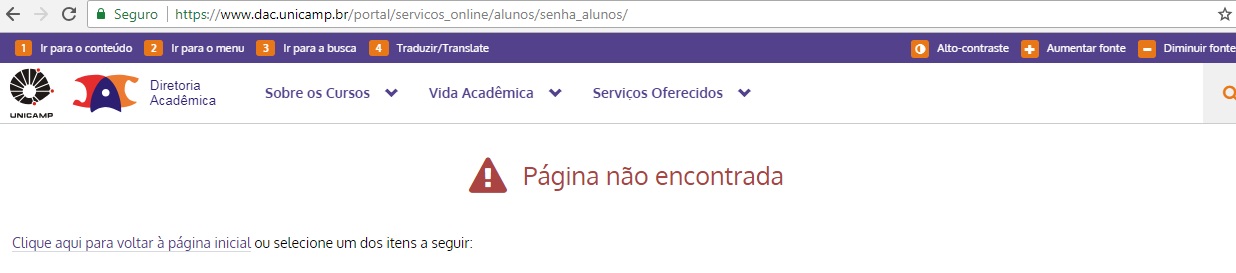 Seguro https://www.dac.unicamp.br/portal/servicos_online/alunos/senha_alunos/
1 Ir para o conteúdo 2 Ir para o menu 3 Ir para a busca 4 Traduzir/Translate Alto-contraste Aumentar fonte Diminuir fonte
UNICAMP
Diretoria
Acadêmica
Sobre os Cursos Vida Acadêmica Serviços Oferecidos
Página não encontrada
Clique aqui para voltar à página inicial ou selecione um dos itens a seguir: